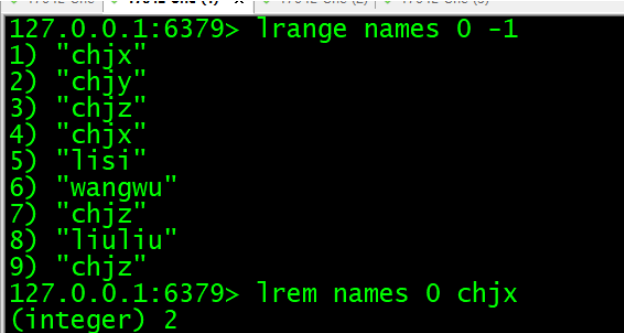 127.0.0.1:6379> lrange names 0 -1
1) "chjx"
2) "chjy"
3) "chjz"
4) "chjx"
5) "lisi"
6) "wangwu"
7) "chjz"
8) "liuliu"
9) "chjz"
127.0.0.1:6379> lrem names 0 chjx
(integer) 2